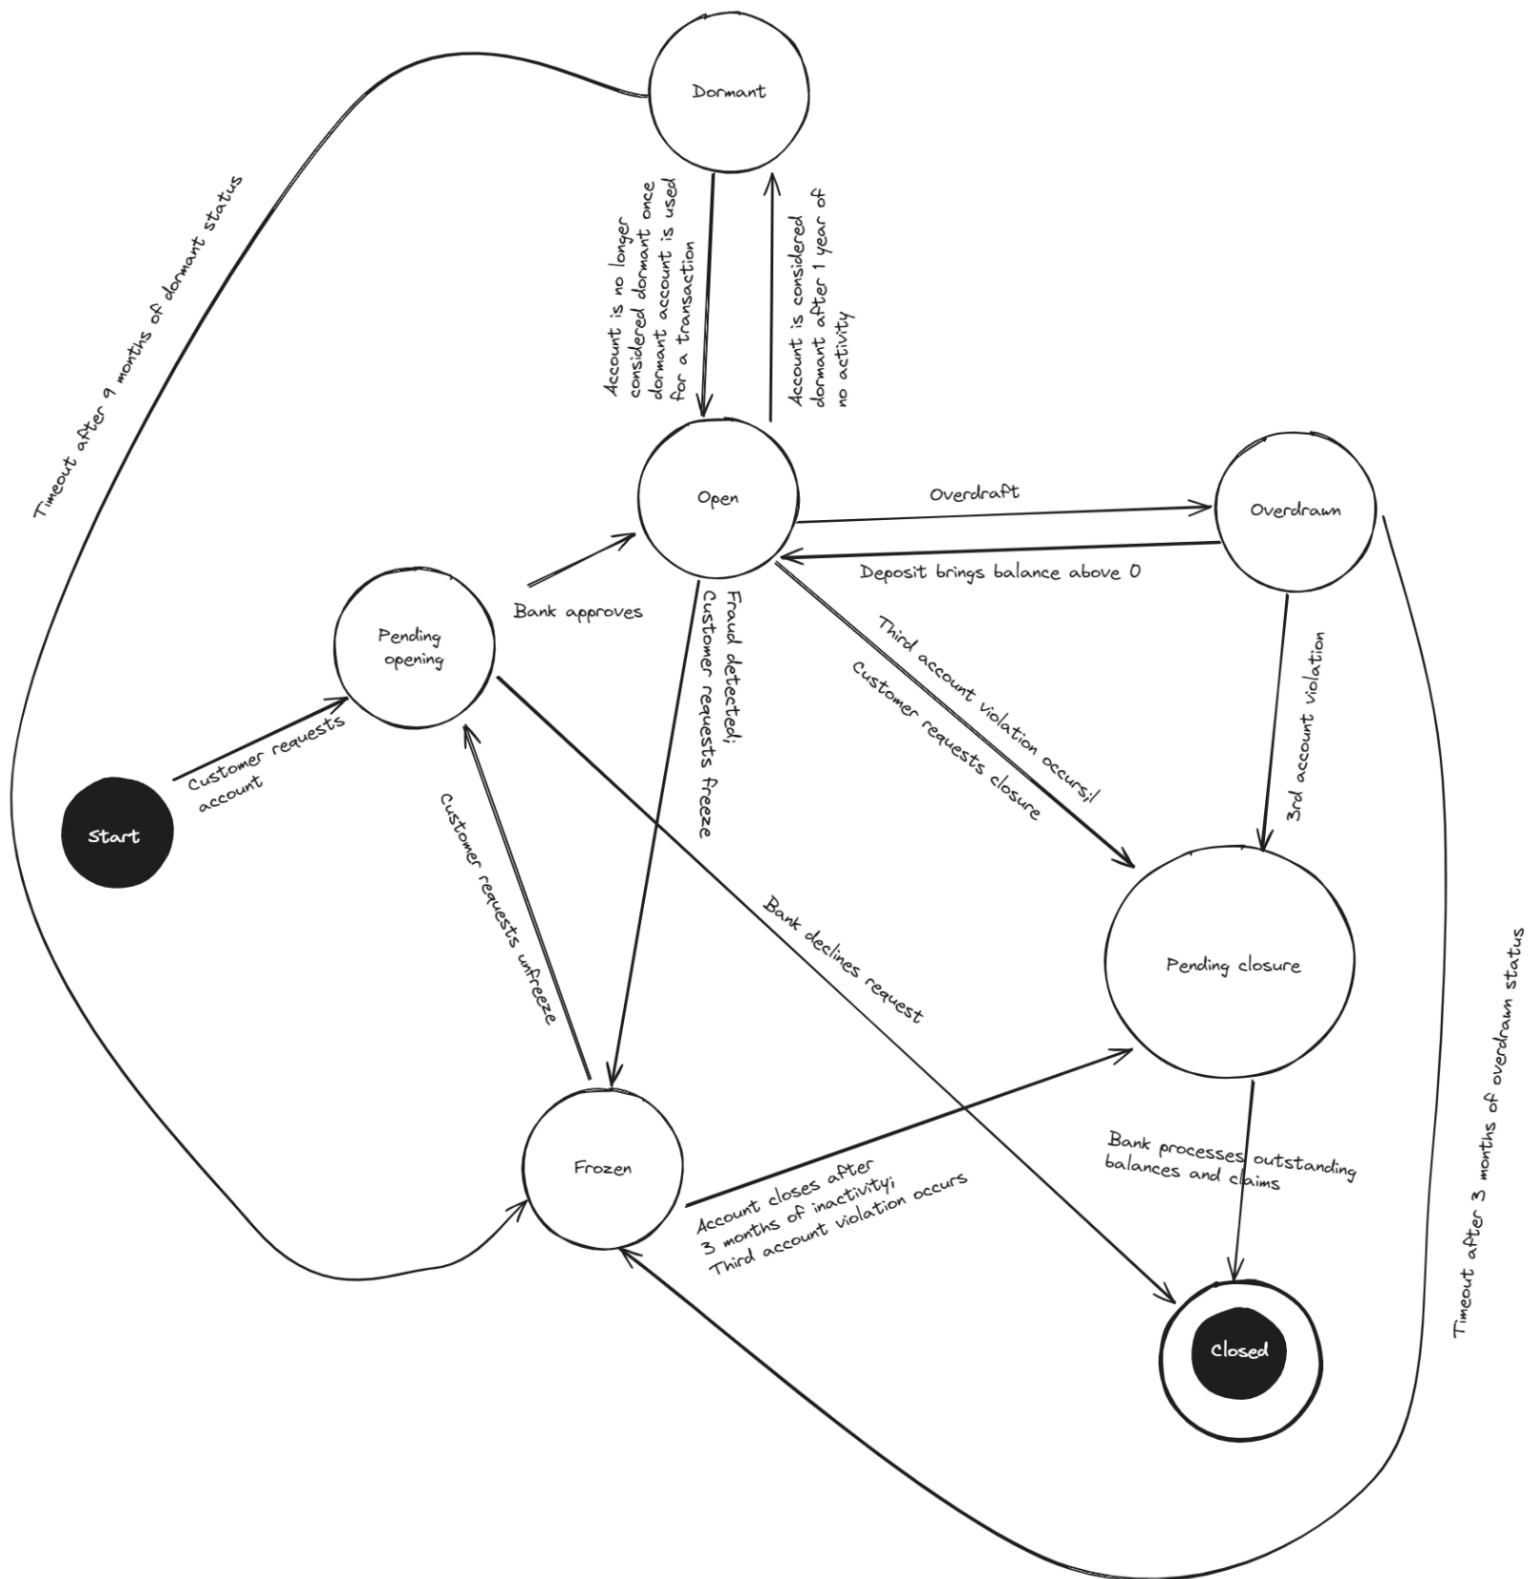 Dormant
Timeout after 9 months of dormant status
Account is no longer
considered dormant once
dormant account is used
for a transaction
Account is considered
dormant after 1 year of
no activity
Open
Overdraft
Overdrawn
Deposit brings balance above 0
Bank approves
Pending
opening
Fraud detected;
Customer requests freeze
Third account violation occurs;/
Customer requests closure
3rd account violation
Customer requests
account
Start
Customer requests unfreeze
Bank declines request
Pending closure
Timeout after 3 months of overdrawn status
Bank processes outstanding
balances and claims
Frozen
Account closes after
3 months of inactivity;
Third account violation occurs
Closed